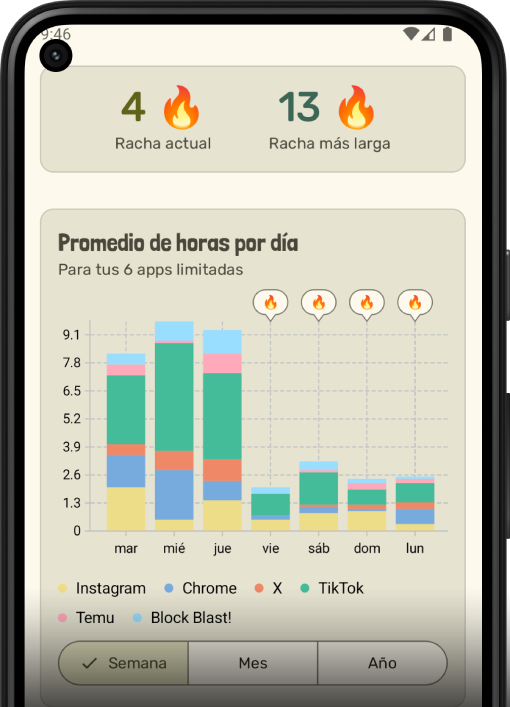 9:46
4 🔥 13 🔥
Racha actual Racha más larga
Promedio de horas por día
Para tus 6 apps limitadas
9.1
7.8
6.5
5.2
3.9
2.6
1.3
0
mar mié jue vie sáb dom lun
Instagram Chrome X TikTok
Temu Block Blast!
Semana Mes Año